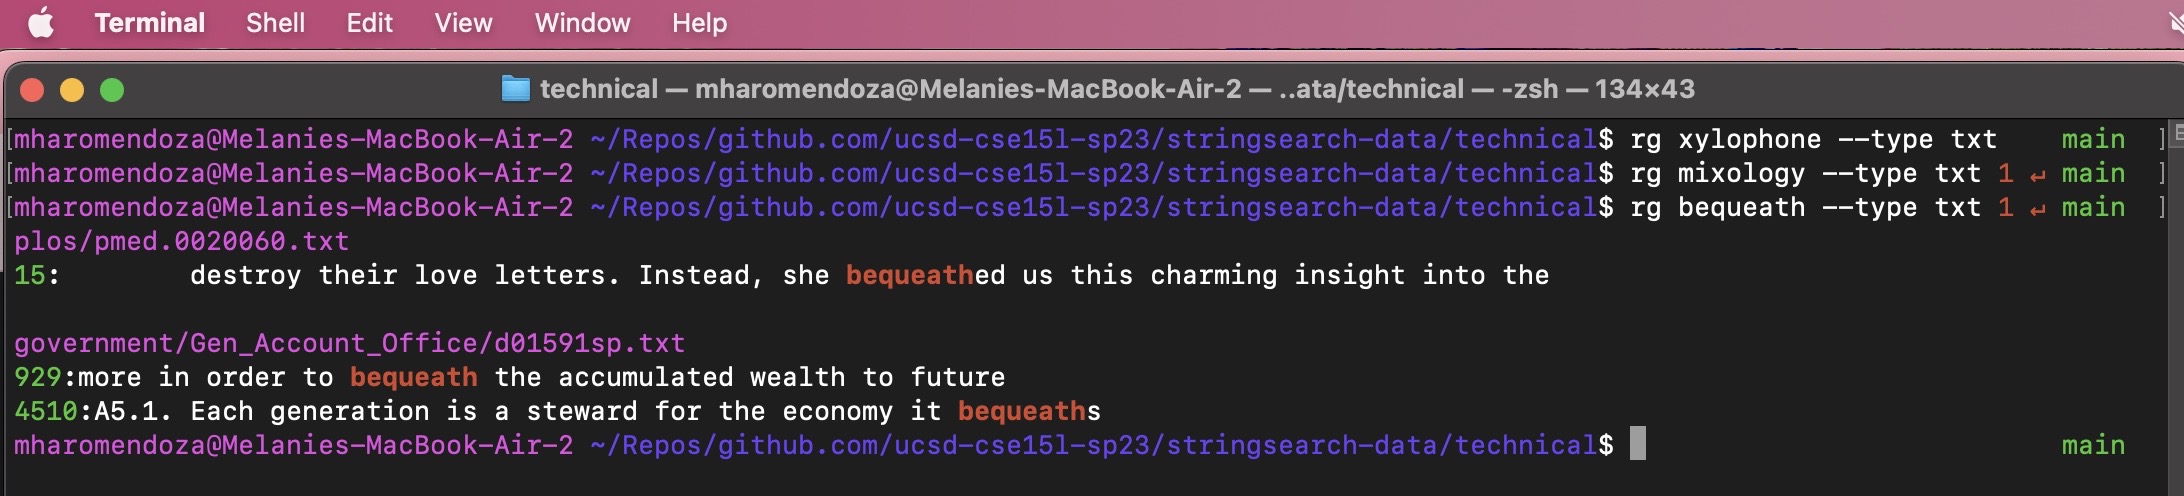 Terminal Shell Edit View Window Help
technical — mharomendoza@Melanies-MacBook-Air-2 — ..ata/technical — -zsh — 134×43
[mharomendoza@Melanies-MacBook-Air-2 ~/Repos/github.com/ucsd-cse15l-sp23/stringsearch-data/technical$ rg xylophone --type txt    main  ]
[mharomendoza@Melanies-MacBook-Air-2 ~/Repos/github.com/ucsd-cse15l-sp23/stringsearch-data/technical$ rg mixology --type txt 1 ↵ main  ]
[mharomendoza@Melanies-MacBook-Air-2 ~/Repos/github.com/ucsd-cse15l-sp23/stringsearch-data/technical$ rg bequeath --type txt 1 ↵ main  ]
plos/pmed.0020060.txt
15:        destroy their love letters. Instead, she bequeathed us this charming insight into the
government/Gen_Account_Office/d01591sp.txt
929:more in order to bequeath the accumulated wealth to future
4510:A5.1. Each generation is a steward for the economy it bequeaths
mharomendoza@Melanies-MacBook-Air-2 ~/Repos/github.com/ucsd-cse15l-sp23/stringsearch-data/technical$ main